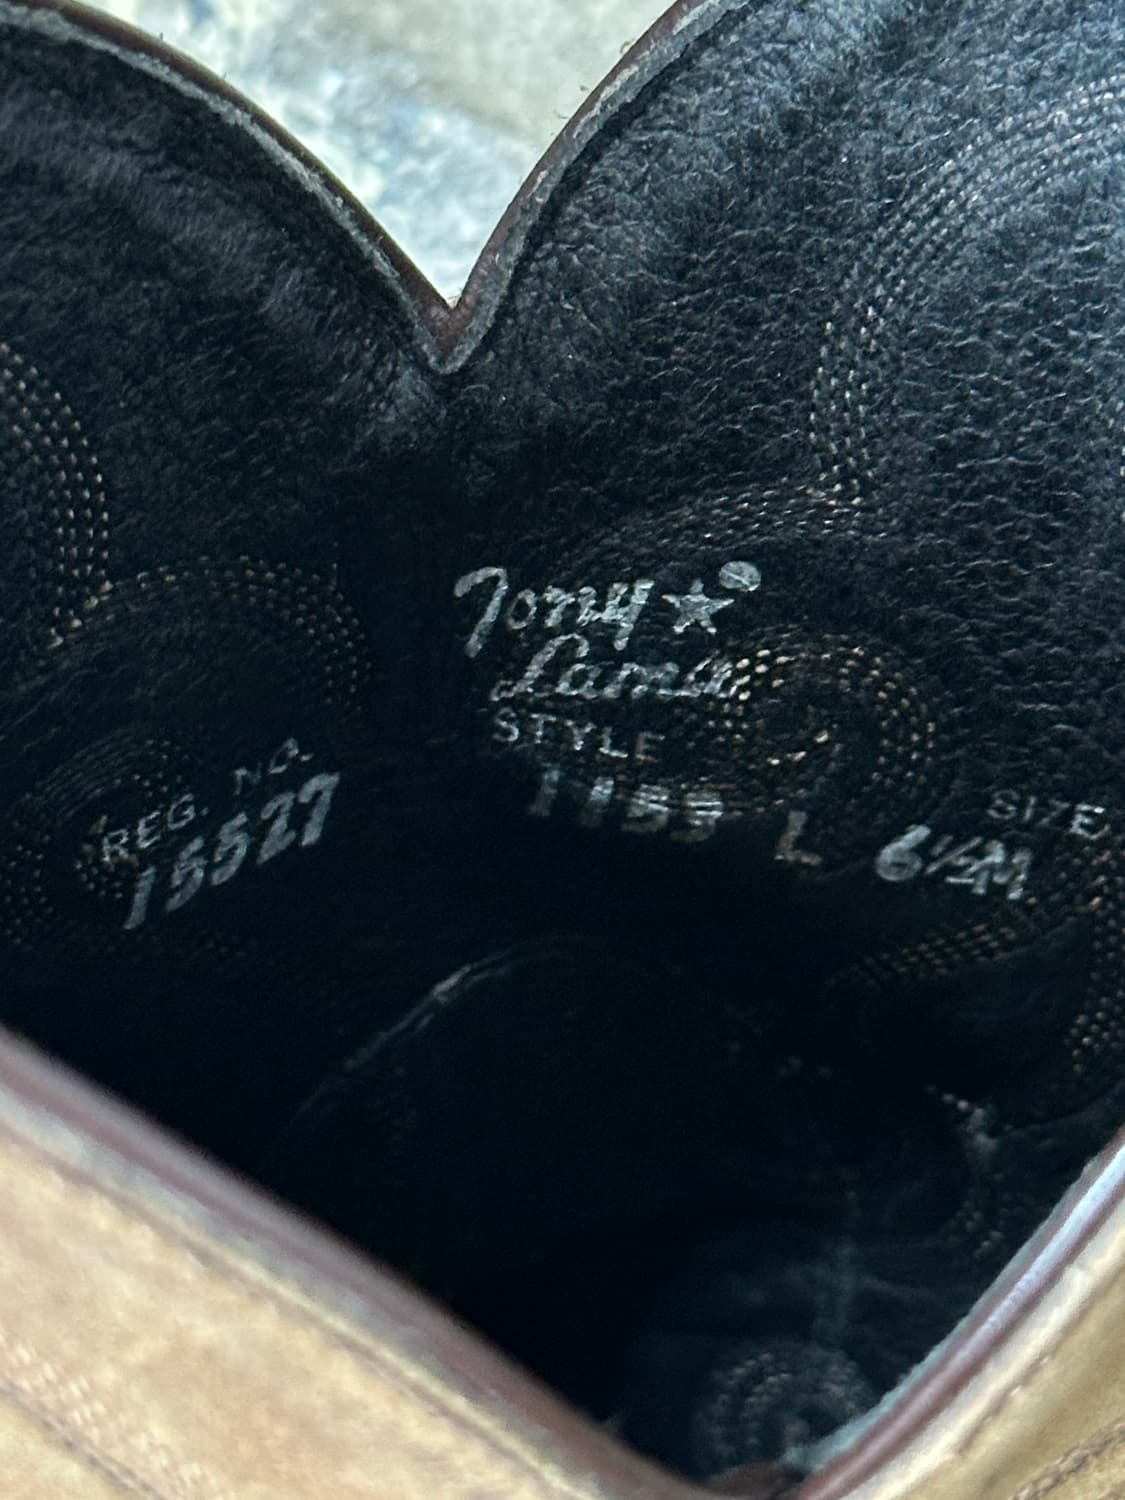 REG. NO.
15527
Tony
Lama
STYLE
L
SIZE
6½M